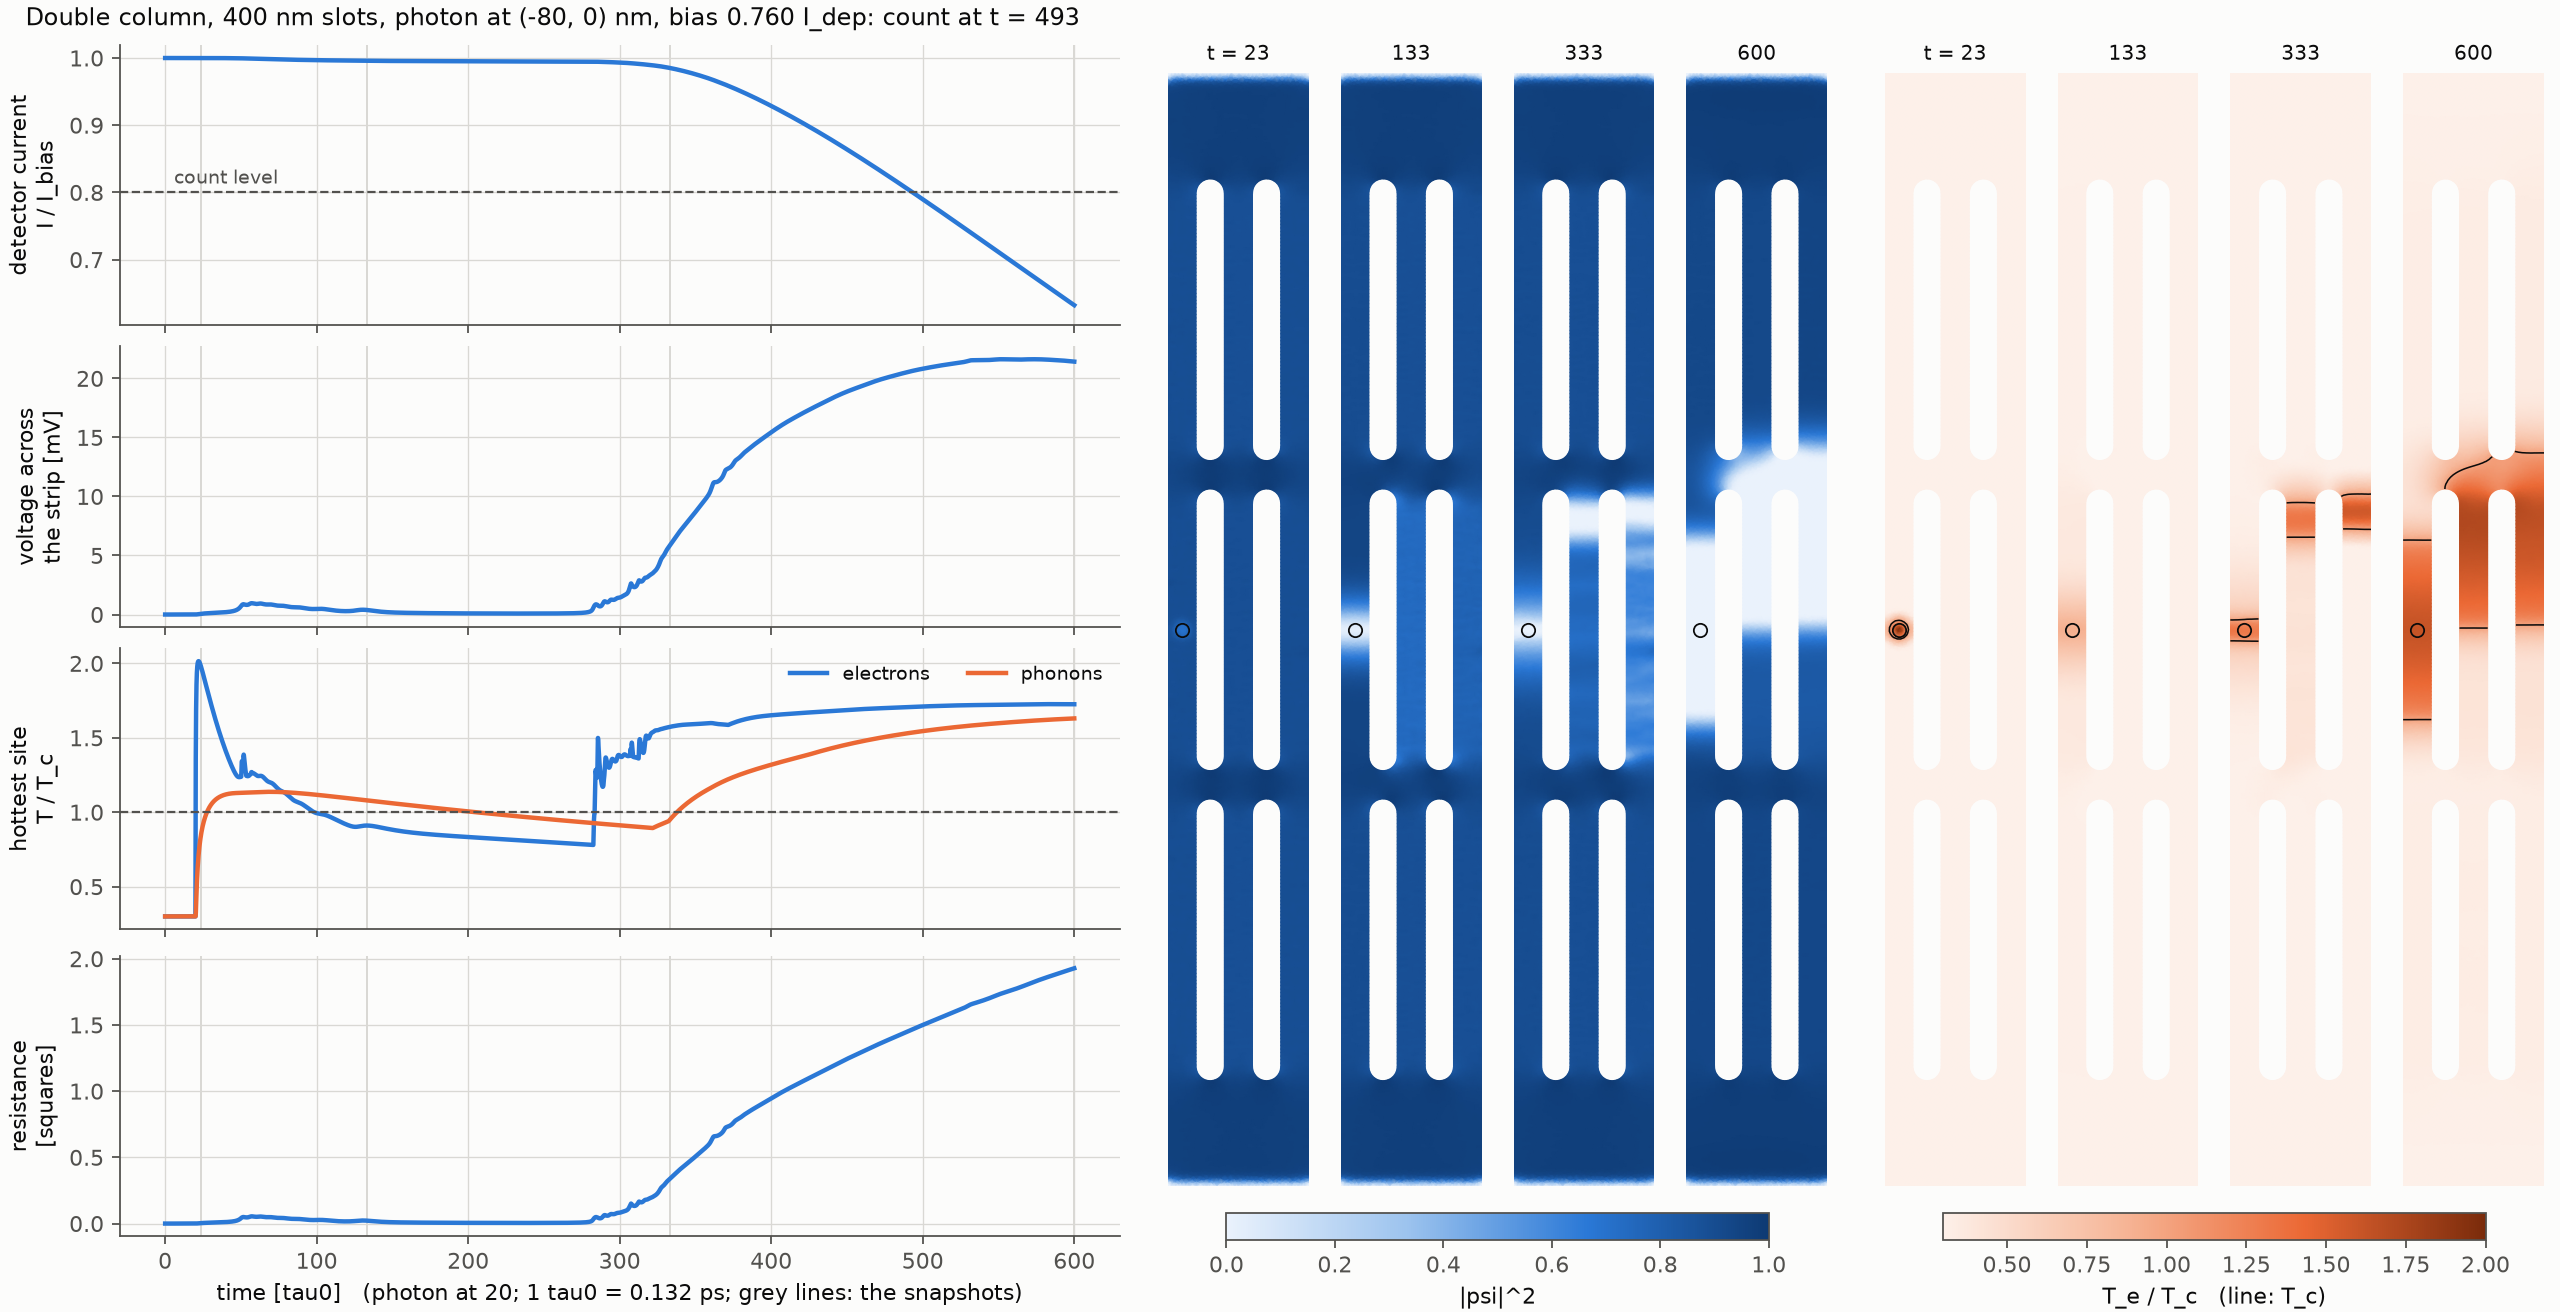 Double column, 400 nm slots, photon at (-80, 0) nm, bias 0.760 I_dep: count at t = 493
detector current
I / I_bias
1.0
0.9
0.8
0.7
count level
voltage across
the strip [mV]
20
15
10
5
0
hottest site
T / T_c
2.0
1.5
1.0
0.5
electrons
phonons
resistance
[squares]
2.0
1.5
1.0
0.5
0.0
0
100
200
300
400
500
600
time [tau0]   (photon at 20; 1 tau0 = 0.132 ps; grey lines: the snapshots)
t = 23
133
333
600
0.0
0.2
0.4
0.6
0.8
1.0
|psi|^2
t = 23
133
333
600
0.50
0.75
1.00
1.25
1.50
1.75
2.00
T_e / T_c   (line: T_c)